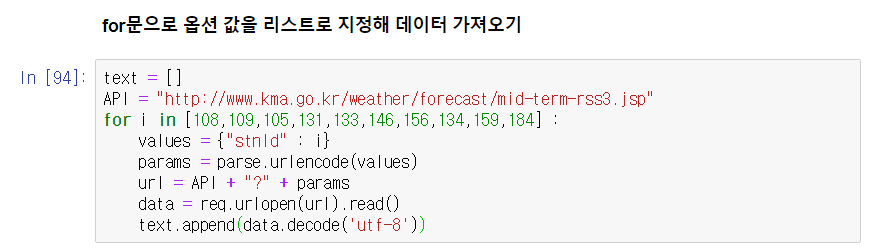 for문으로 옵션 값을 리스트로 지정해 데이터 가져오기
In [94]: text = []
API = "http://www.kma.go.kr/weather/forecast/mid-term-rss3.jsp"
for i in [108,109,105,131,133,146,156,134,159,184] :
    values = {"stnId" : i}
    params = parse.urlencode(values)
    url = API + "?" + params
    data = req.urlopen(url).read()
    text.append(data.decode('utf-8'))